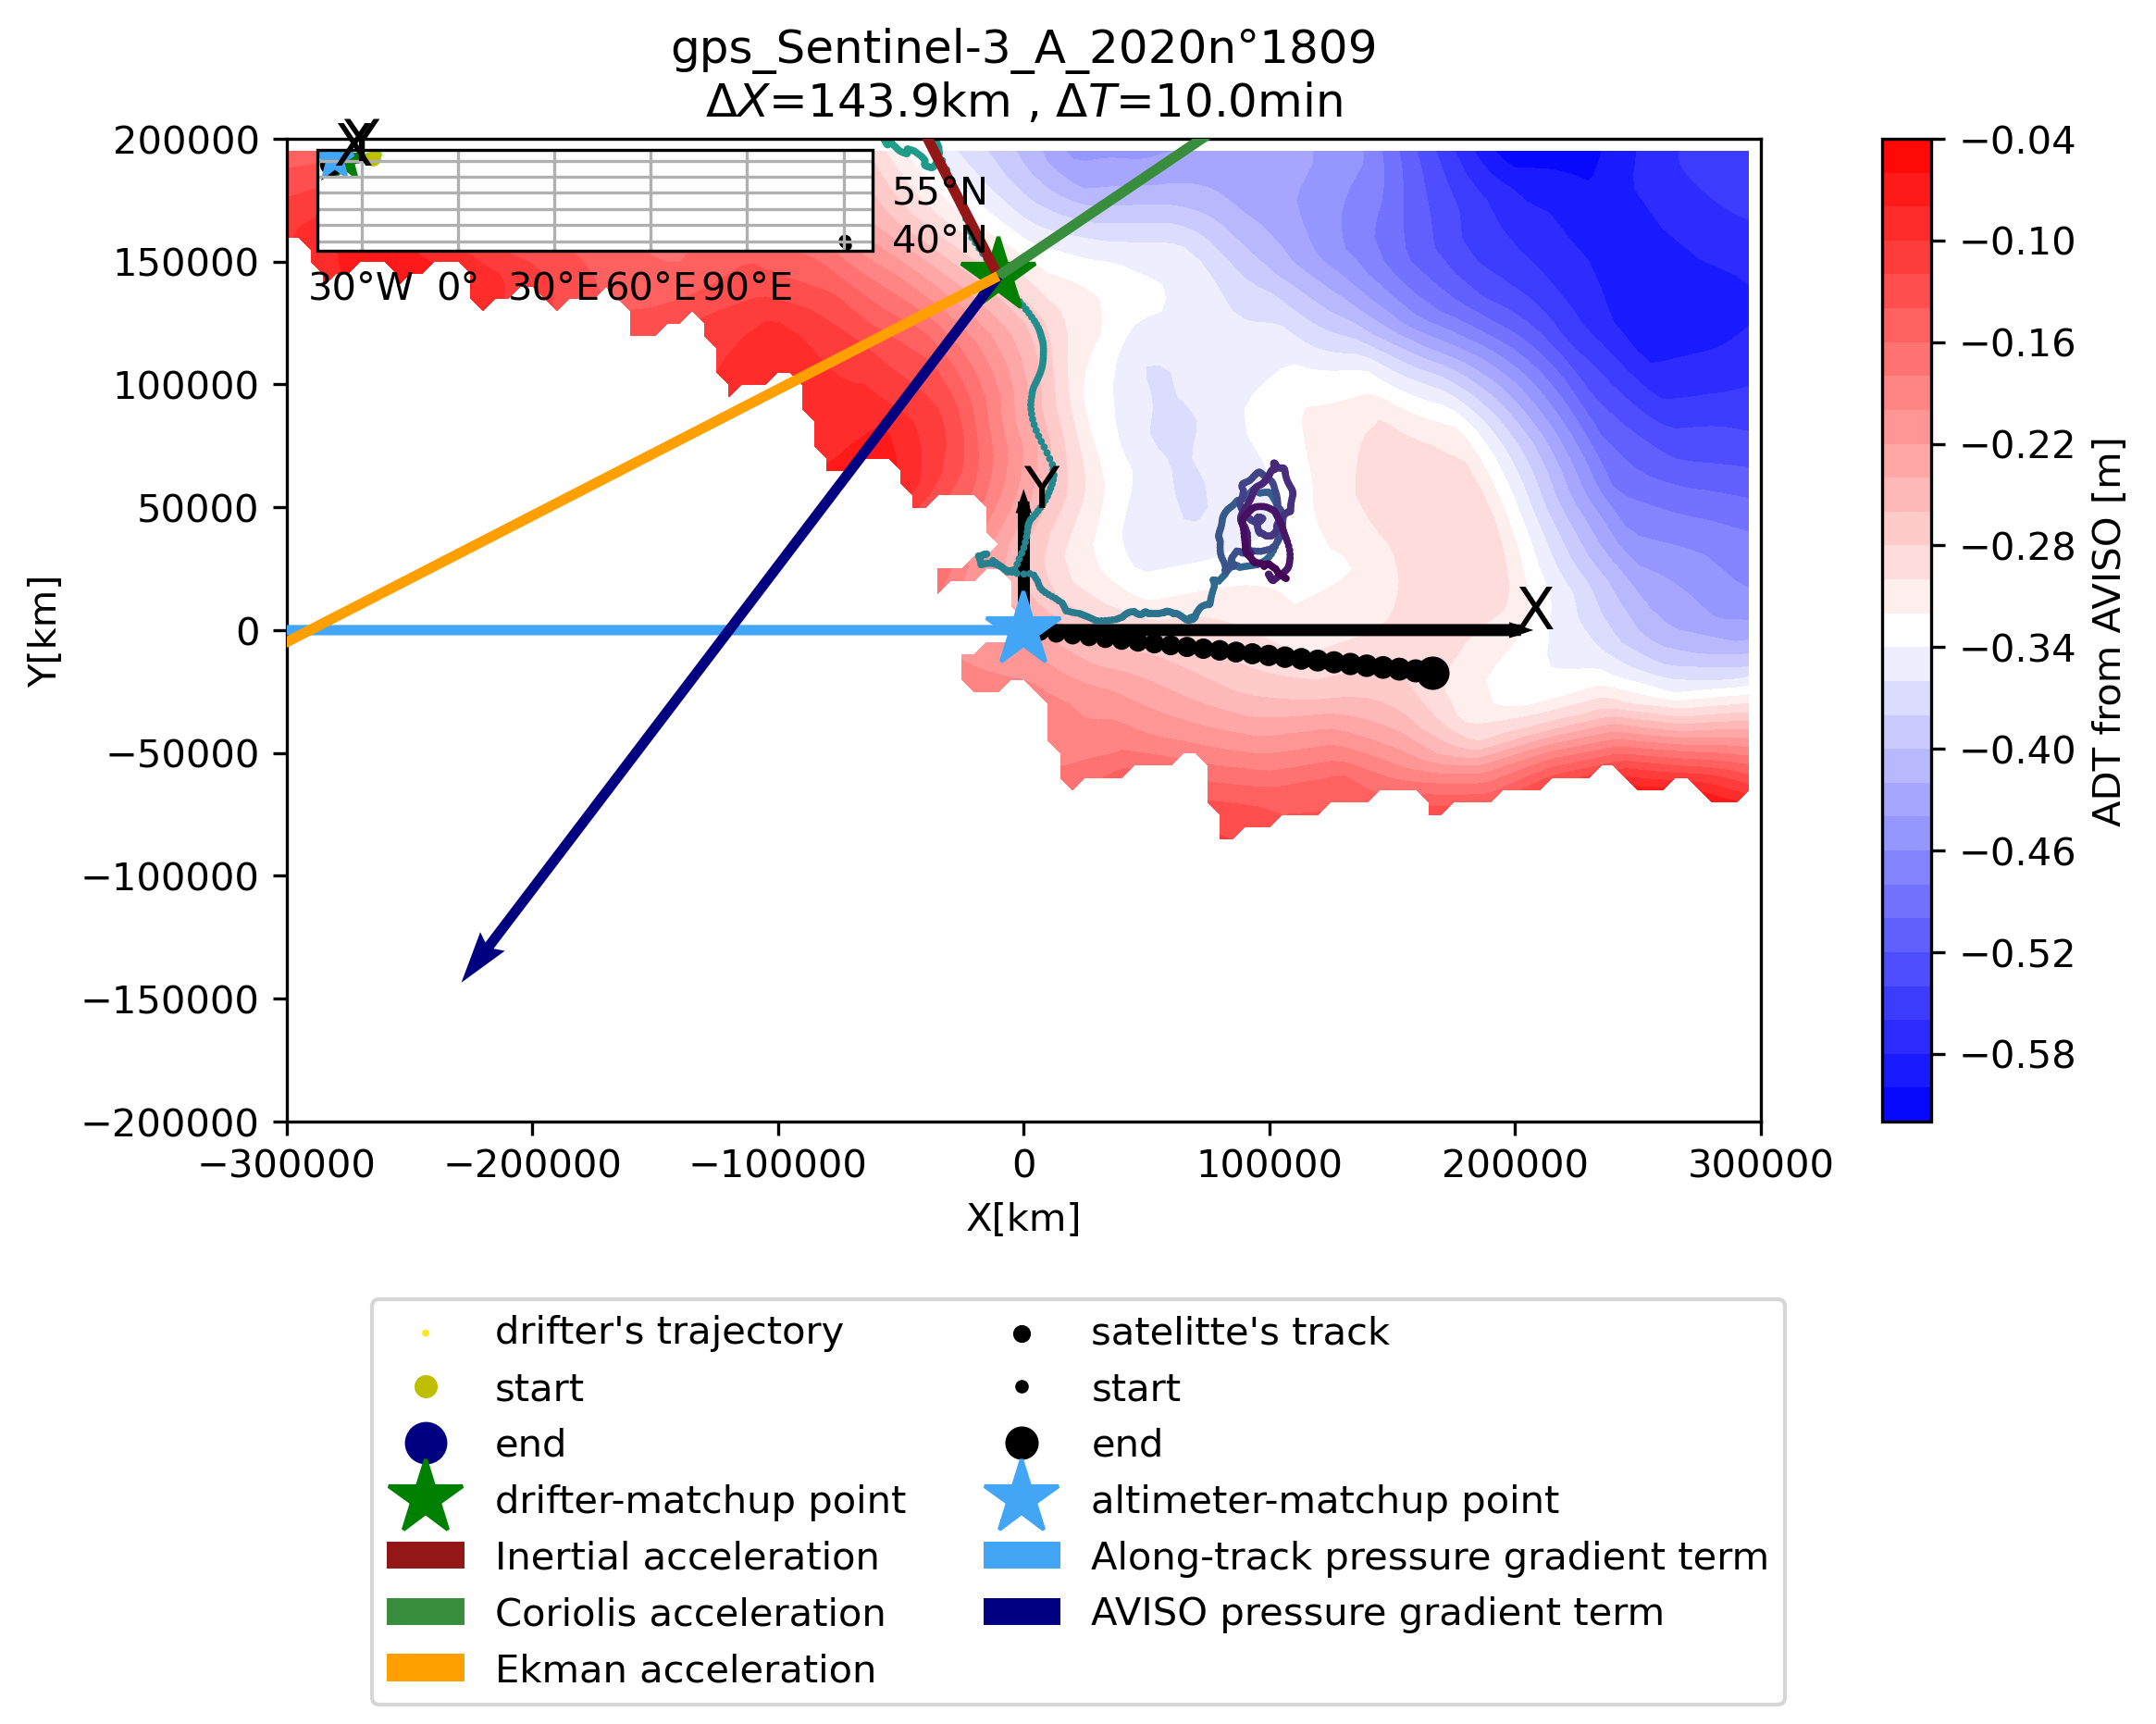 gps_Sentinel-3_A_2020n°1809
ΔX=143.9km , ΔT=10.0min
200000
150000
100000
50000
0
−50000
−100000
−150000
−200000
Y[km]
−300000
−200000
−100000
0
100000
200000
300000
X[km]
X
Y
55°N
40°N
30°W
0°
30°E
60°E
90°E
Y
X
−0.04
−0.10
−0.16
−0.22
−0.28
−0.34
−0.40
−0.46
−0.52
−0.58
ADT from AVISO [m]
drifter's trajectory
start
end
drifter-matchup point
Inertial acceleration
Coriolis acceleration
Ekman acceleration
satelitte's track
start
end
altimeter-matchup point
Along-track pressure gradient term
AVISO pressure gradient term